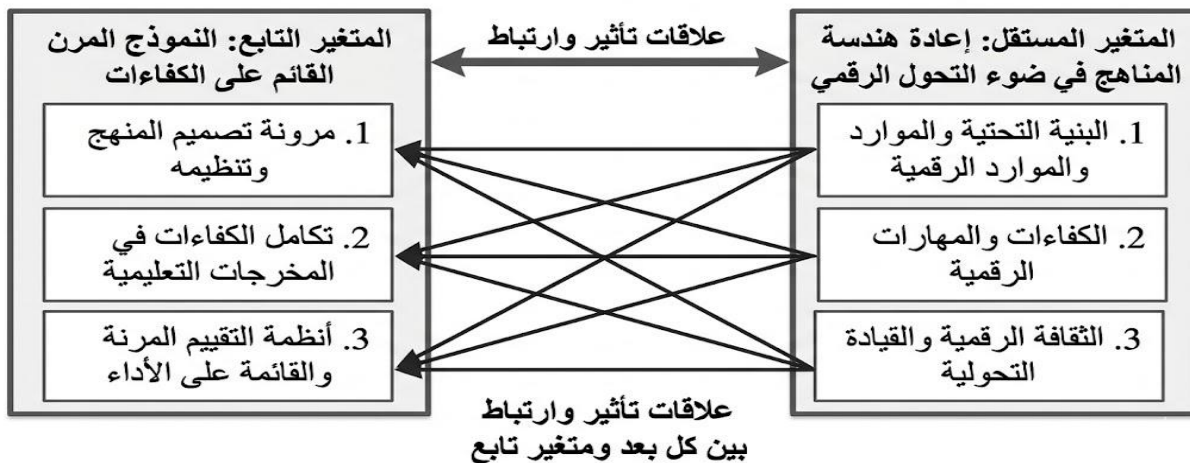 المتغير المستقل: إعادة هندسة
المناهج في ضوء التحول الرقمي
1. البنية التحتية والموارد
والموارد الرقمية
2. الكفاءات والمهارات
الرقمية
3. الثقافة الرقمية والقيادة
التحولية
علاقات تأثير وارتباط
المتغير التابع: النموذج المرن
القائم على الكفاءات
1. مرونة تصميم المنهج
وتنظيمه
2. تكامل الكفاءات في
المخرجات التعليمية
3. أنظمة التقييم المرنة
والقائمة على الأداء
علاقات تأثير وارتباط
بين كل بعد ومتغير تابع